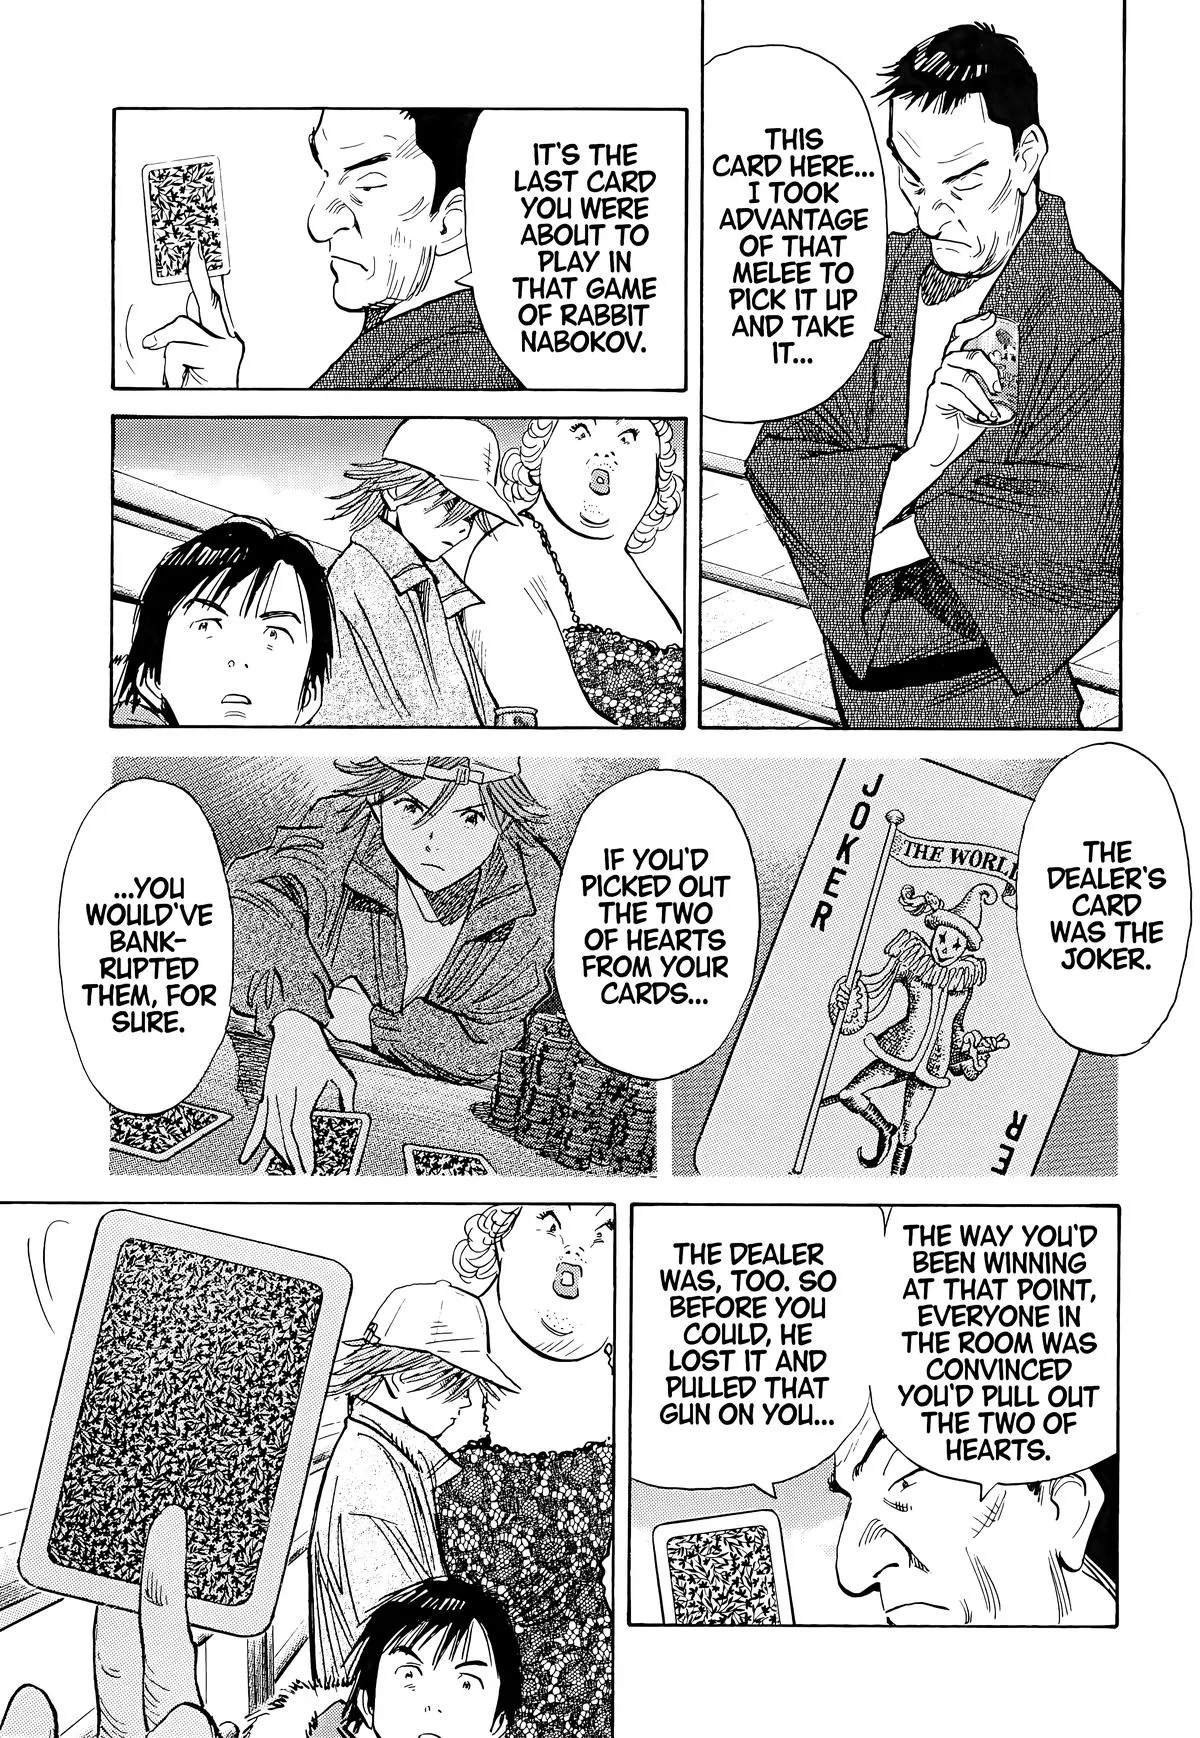 THIS
CARD HERE...
I TOOK
ADVANTAGE
OF THAT
MELEE TO
PICK IT UP
AND TAKE
IT...
IT'S THE
LAST CARD
YOU WERE
ABOUT TO
PLAY IN
THAT GAME
OF RABBIT
NABOKOV.
THE
DEALER'S
CARD
WAS THE
JOKER.
JOKER
THE WORL
ER
IF YOU'D
PICKED OUT
THE TWO
OF HEARTS
FROM YOUR
CARDS...
...YOU
WOULD'VE
BANK-
RUPTED
THEM, FOR
SURE.
THE WAY YOU'D
BEEN WINNING
AT THAT POINT,
EVERYONE IN
THE ROOM WAS
CONVINCED
YOU'D PULL OUT
THE TWO OF
HEARTS.
THE DEALER
WAS, TOO. SO
BEFORE YOU
COULD, HE
LOST IT AND
PULLED THAT
GUN ON YOU...